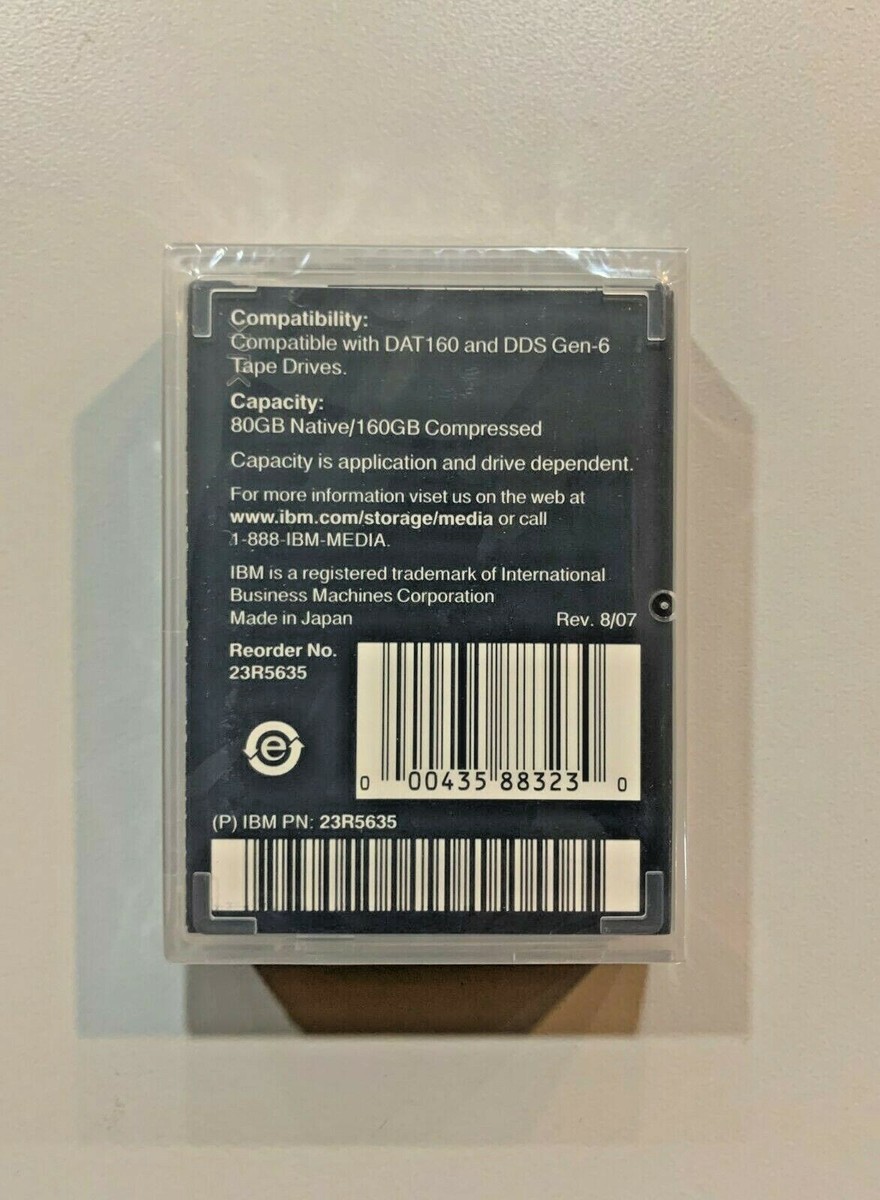 Compatibility:
Compatible with DAT160 and DDS Gen-6
Tape Drives.
Capacity:
80GB Native/160GB Compressed
Capacity is application and drive dependent.
For more information viset us on the web at
www.ibm.com/storage/media or call
1-888-IBM-MEDIA.
IBM is a registered trademark of International
Business Machines Corporation
Made in Japan Rev. 8/07
Reorder No.
23R5635
e
0 00435 88323 0
(P) IBM PN: 23R5635